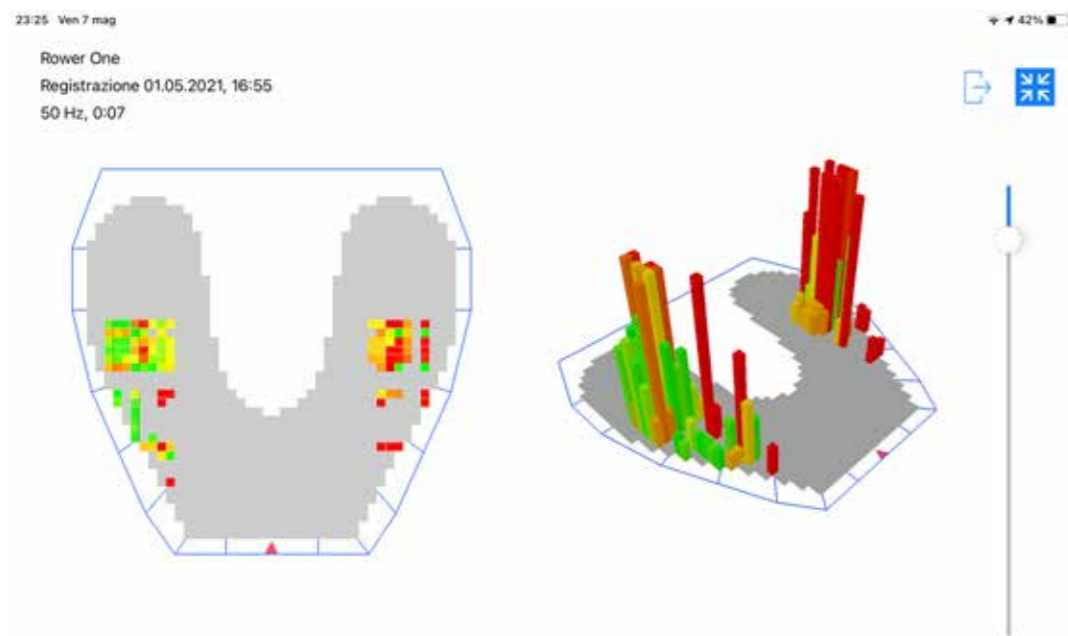 23:25 Ven 7 mag
42%
Rower One
Registrazione 01.05.2021, 16:55
50 Hz, 0:07